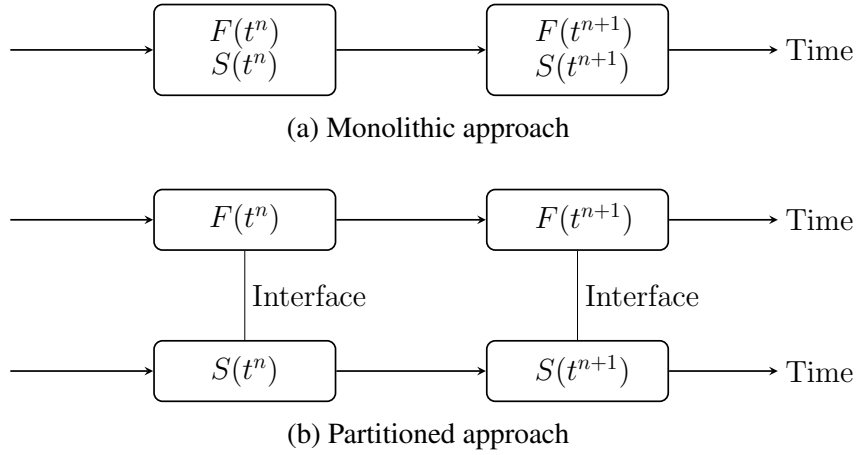 F(t^n)
S(t^n)
F(t^{n+1})
S(t^{n+1})
Time
(a) Monolithic approach
F(t^n)
F(t^{n+1})
Time
Interface
Interface
S(t^n)
S(t^{n+1})
Time
(b) Partitioned approach